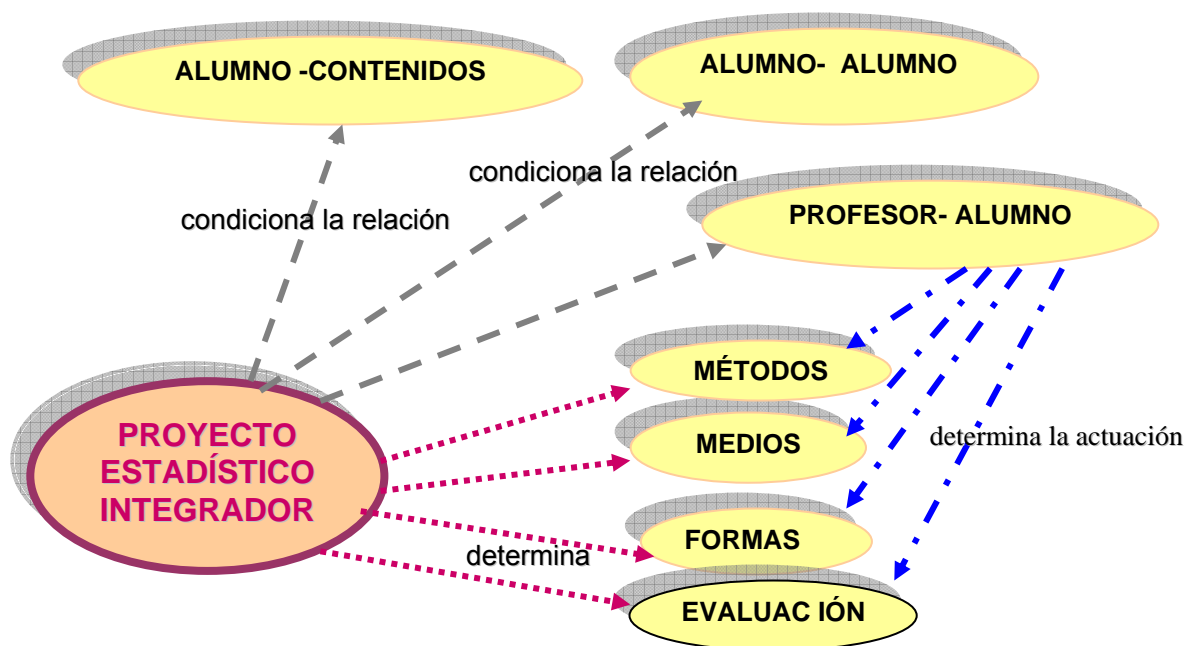 ALUMNO -CONTENIDOS
ALUMNO- ALUMNO
condiciona la relación
condiciona la relación
PROFESOR- ALUMNO
MÉTODOS
PROYECTO
ESTADÍSTICO
INTEGRADOR
MEDIOS
determina la actuación
FORMAS
determina
EVALUAC IÓN